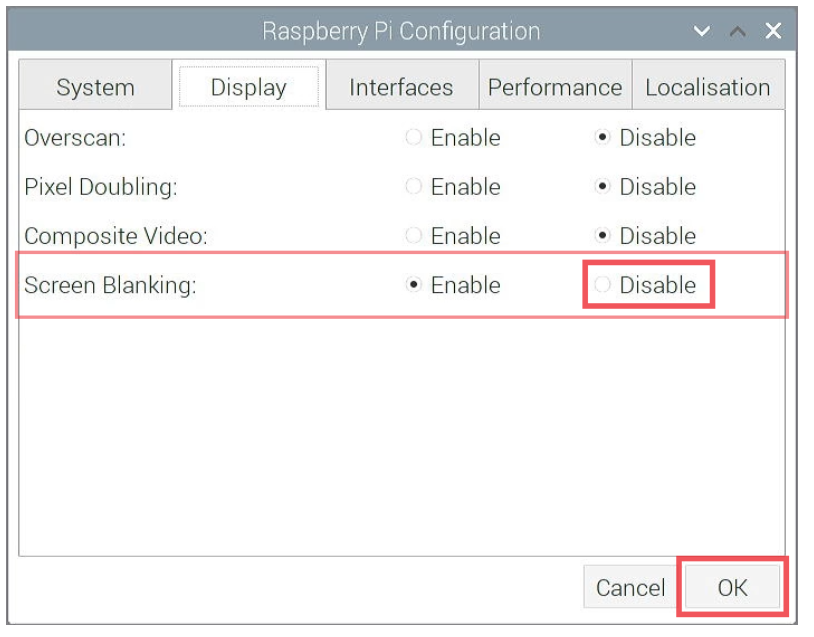 Raspberry Pi Configuration
System Display Interfaces Performance Localisation
Overscan: Enable Disable
Pixel Doubling: Enable Disable
Composite Video: Enable Disable
Screen Blanking: Enable Disable
Cancel OK